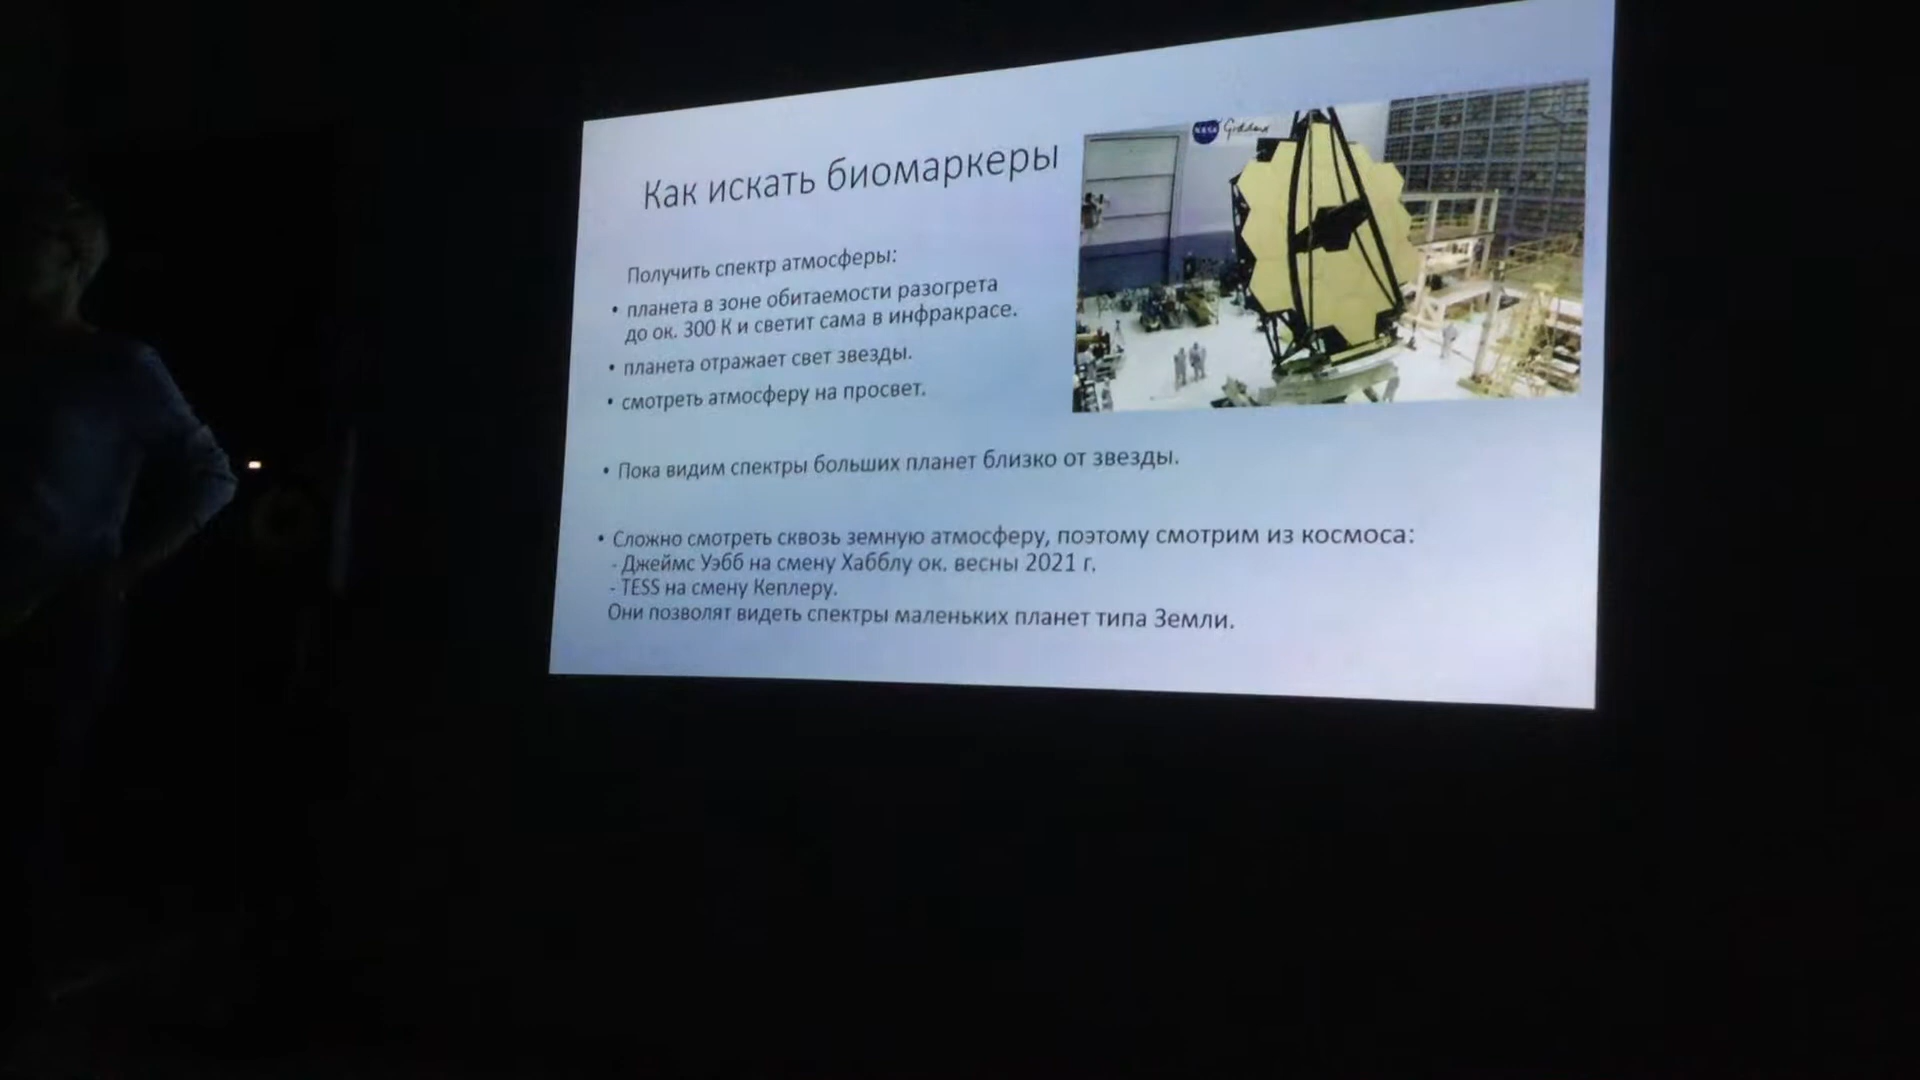 Как искать биомаркеры
NASA Goddard
Получить спектр атмосферы:
• планета в зоне обитаемости разогрета
до ок. 300 К и светит сама в инфракрасе.
• планета отражает свет звезды.
• смотреть атмосферу на просвет.
• Пока видим спектры больших планет близко от звезды.
• Сложно смотреть сквозь земную атмосферу, поэтому смотрим из космоса:
- Джеймс Уэбб на смену Хабблу ок. весны 2021 г.
- TESS на смену Кеплеру.
Они позволят видеть спектры маленьких планет типа Земли.